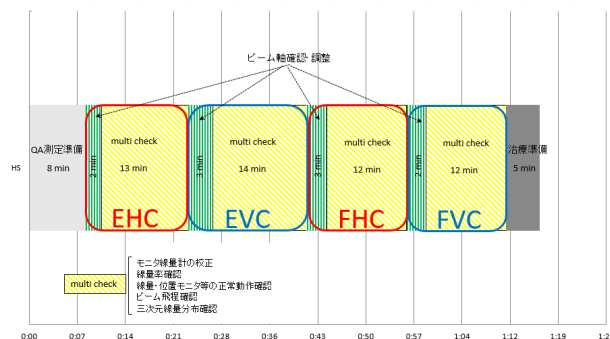 ビーム軸確認・調整
QA測定準備
8 min
2 min
multi check
13 min
EHC
3 min
multi check
14 min
EVC
3 min
multi check
12 min
FHC
2 min
multi check
12 min
FVC
治療準備
5 min
HS
multi check
モニタ線量計の校正
線量率確認
線量・位置モニタ等の正常動作確認
ビーム飛程確認
三次元線量分布確認
0:00 0:07 0:14 0:21 0:28 0:36 0:43 0:50 0:57 1:04 1:12 1:19 1:2